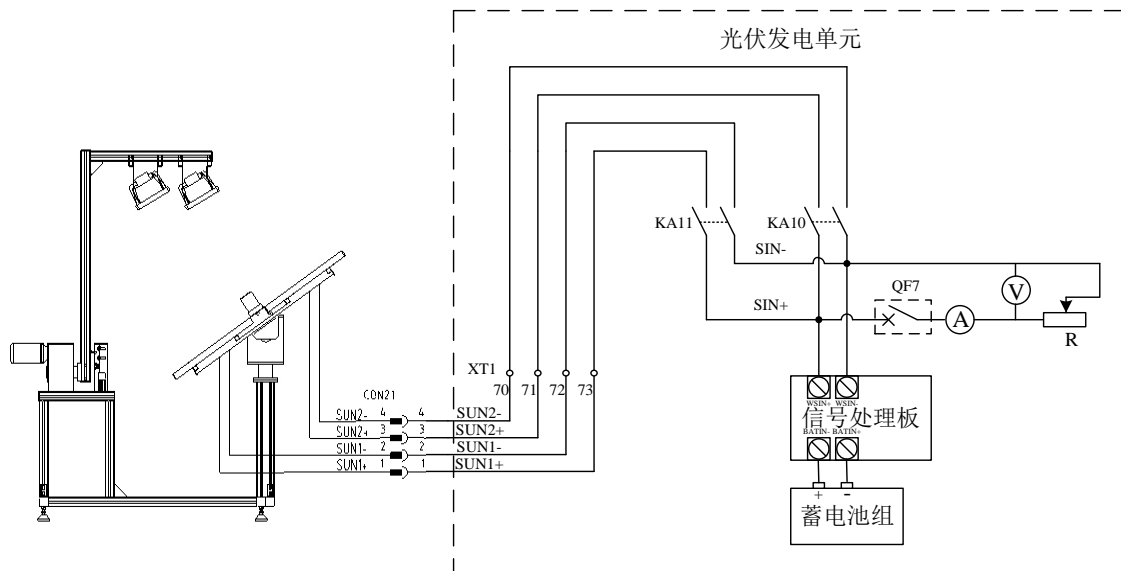 光伏发电单元
KA11
KA10
SIN-
QF7
SIN+
V
A
R
XT1
70
71
72
73
CON21
SUN2- 4 4 SUN2-
SUN2+ 3 3 SUN2+
SUN1- 2 2 SUN1-
SUN1+ 1 1 SUN1+
WSIN+ WSIN-
信号处理板
BATIN- BATIN+
+ -
蓄电池组